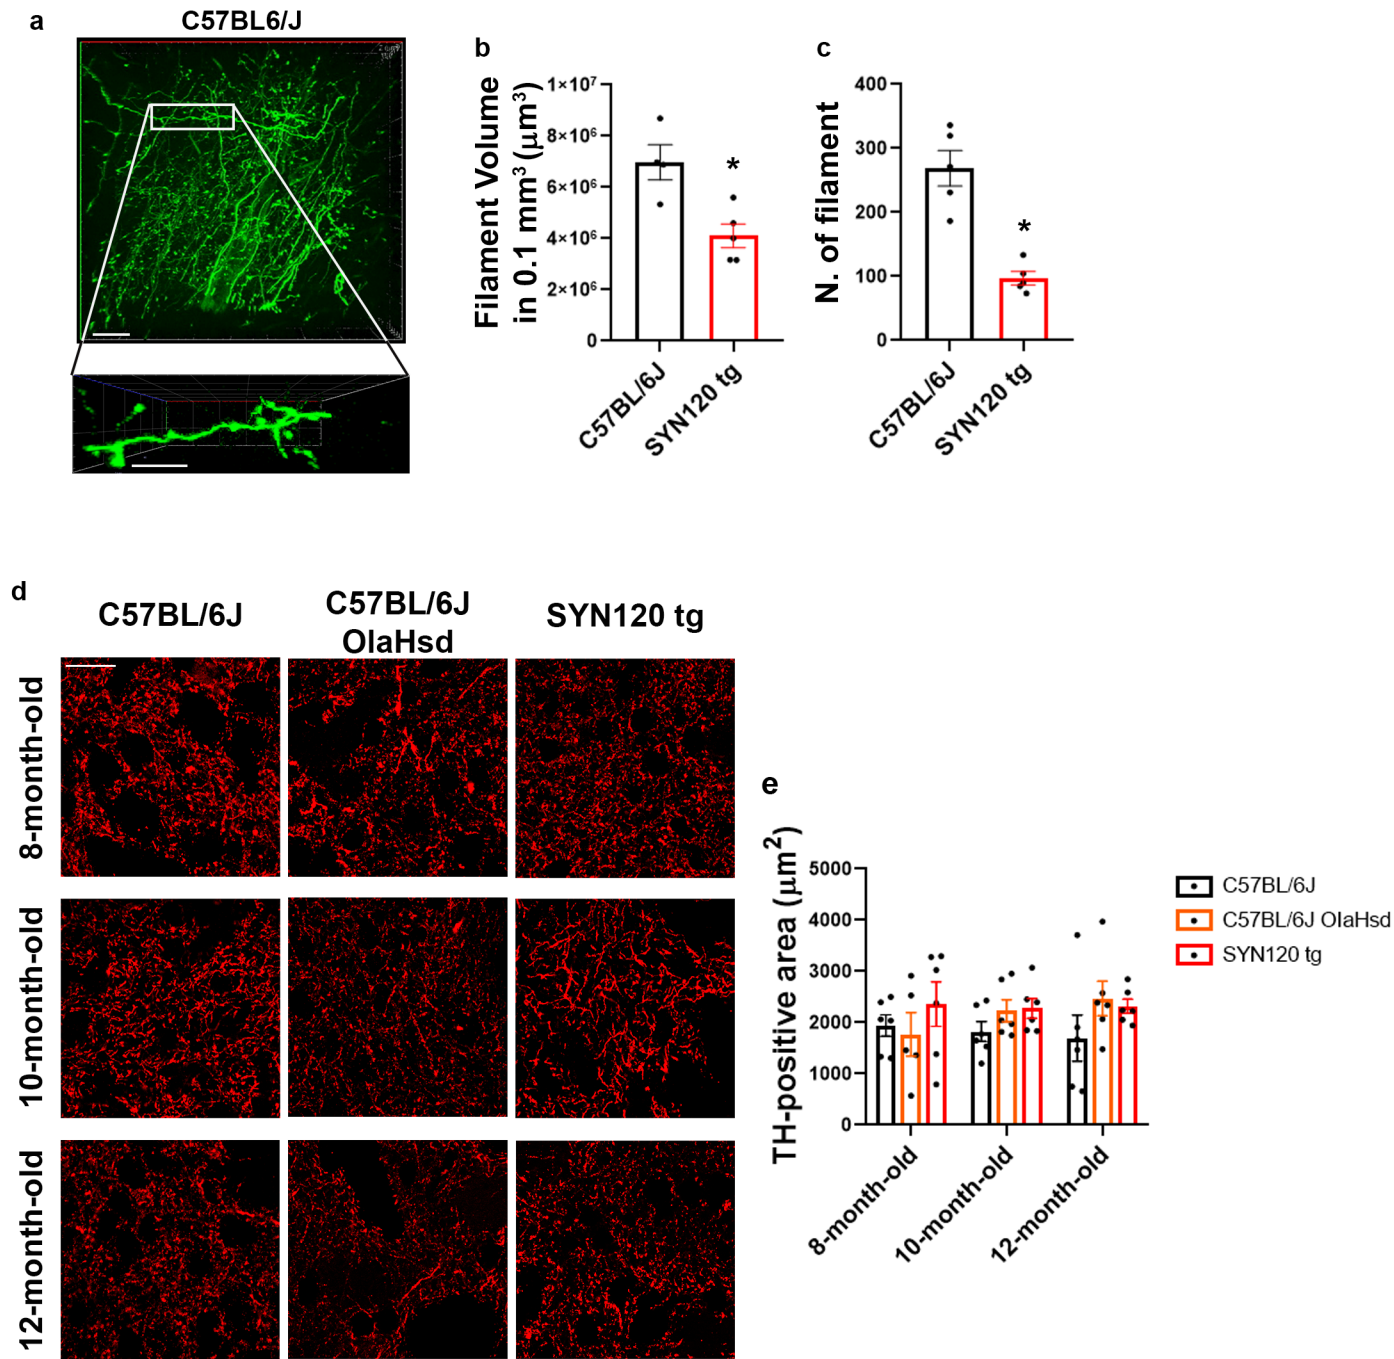 a
C57BL6/J
b
Filament Volume
in 0.1 mm³ (μm³)
1×10⁷
8×10⁶
6×10⁶
4×10⁶
2×10⁶
0
*
C57BL/6J
SYN120 tg
c
N. of filament
400
300
200
100
0
*
C57BL/6J
SYN120 tg
d
C57BL/6J
C57BL/6J
OlaHsd
SYN120 tg
8-month-old
10-month-old
12-month-old
e
TH-positive area (μm²)
5000
4000
3000
2000
1000
0
8-month-old
10-month-old
12-month-old
C57BL/6J
C57BL/6J OlaHsd
SYN120 tg